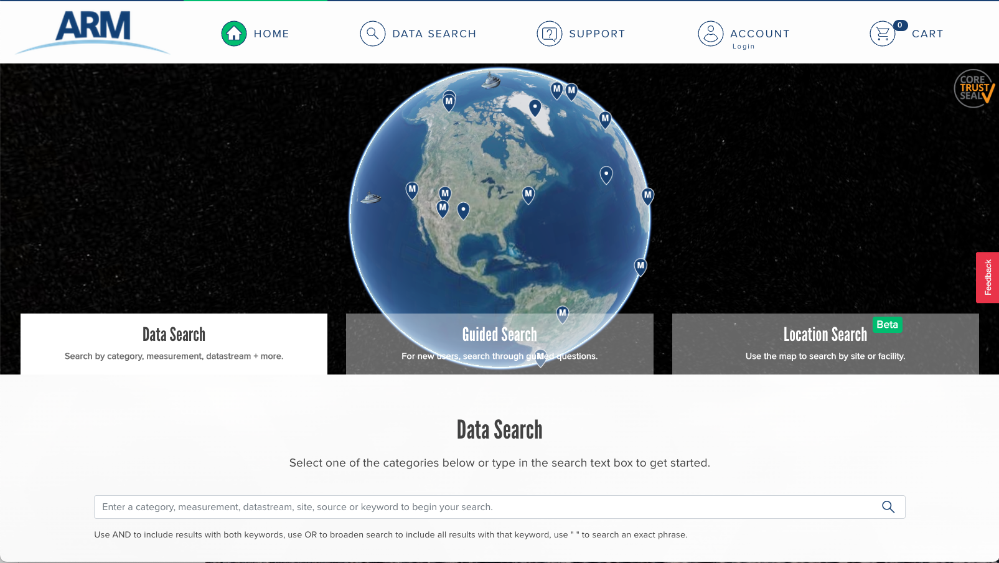 ARM
HOME
DATA SEARCH
SUPPORT
ACCOUNT
Login
0
CART
CORE
TRUST
SEAL
M
M
M
M
M
M
M
M
M
M
M
M
Feedback
Data Search
Search by category, measurement, datastream + more.
Guided Search
For new users, search through guided questions.
Location Search
Beta
Use the map to search by site or facility.
Data Search
Select one of the categories below or type in the search text box to get started.
Enter a category, measurement, datastream, site, source or keyword to begin your search.
Use AND to include results with both keywords, use OR to broaden search to include all results with that keyword, use " " to search an exact phrase.